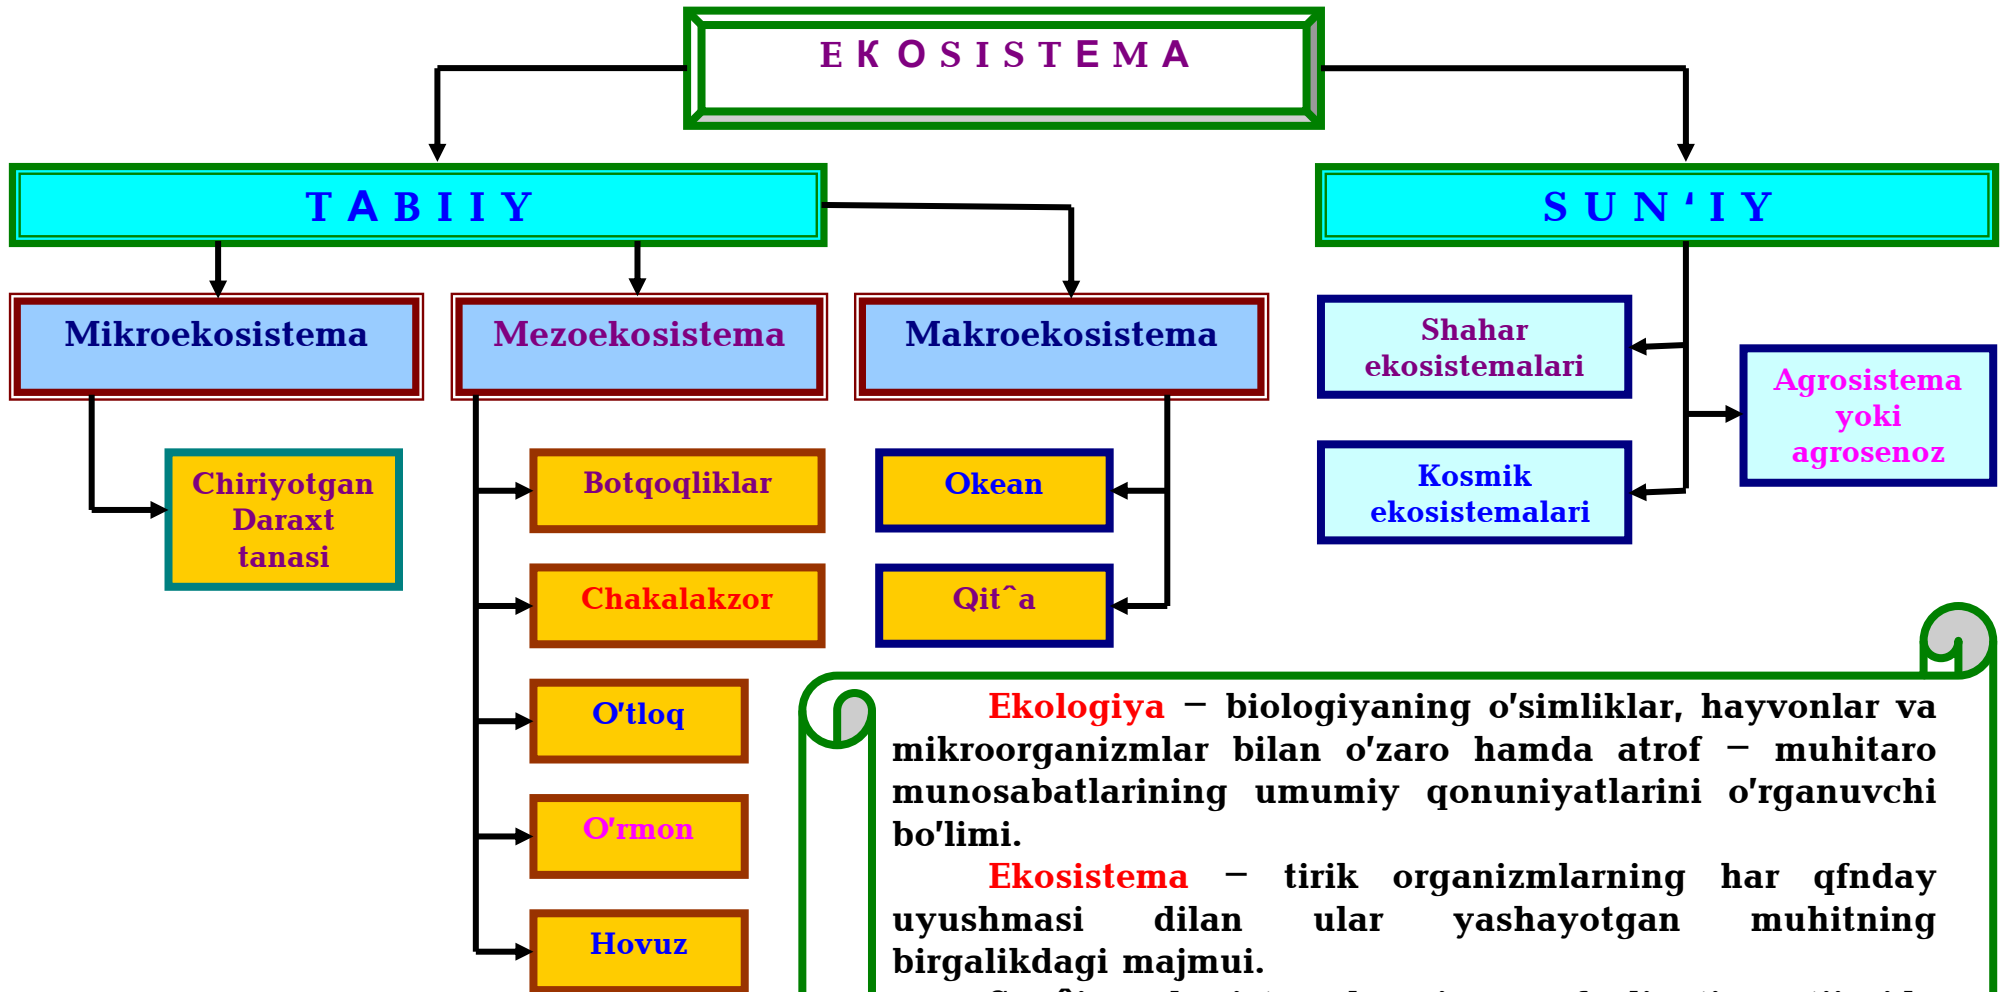 EKOSISTEMA
TABIIY
SUN‘IY
Mikroekosistema
Mezoekosistema
Makroekosistema
Shahar
ekosistemalari
Agrosistema
yoki
agrosenoz
Kosmik
ekosistemalari
Chiriyotgan
Daraxt
tanasi
Botqoqliklar
Okean
Chakalakzor
Qitˆa
O'tloq
O'rmon
Hovuz
Ekologiya – biologiyaning o'simliklar, hayvonlar va
mikroorganizmlar bilan o'zaro hamda atrof – muhitaro
munosabatlarining umumiy qonuniyatlarini o'rganuvchi
bo'limi.
Ekosistema – tirik organizmlarning har qfnday
uyushmasi dilan ular yashayotgan muhitning
birgalikdagi majmui.